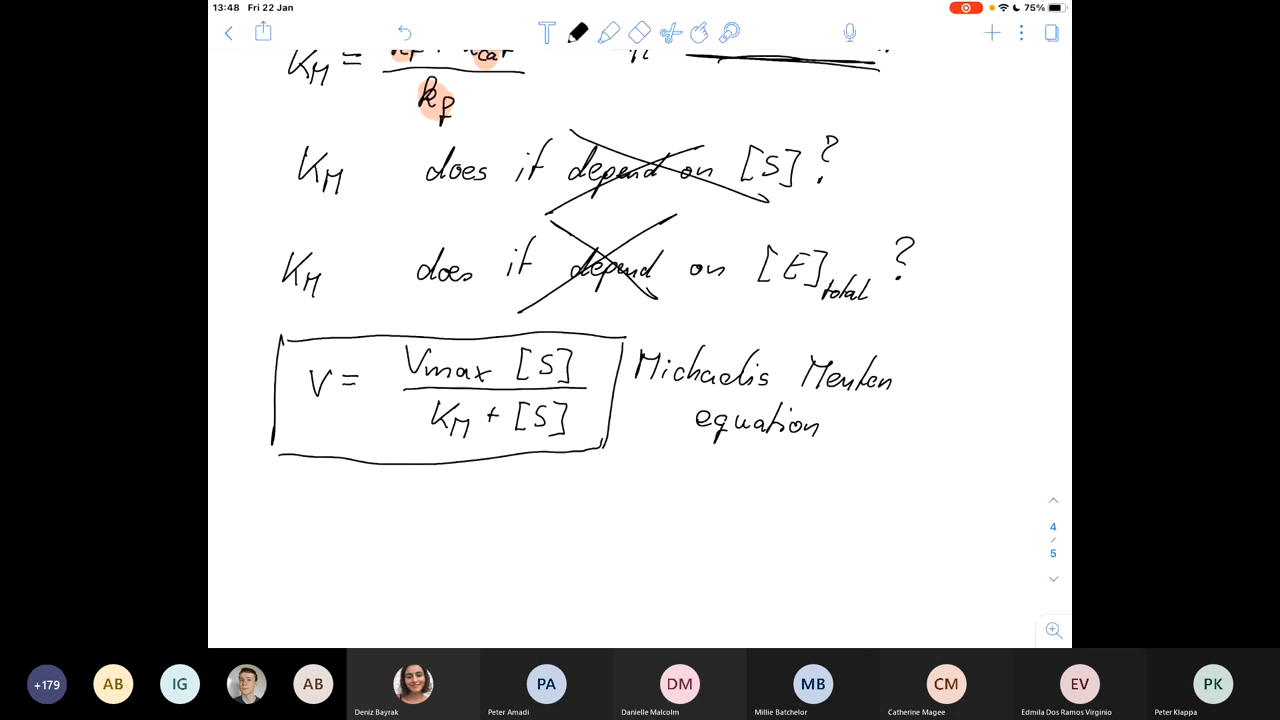 13:48 Fri 22 Jan
75%
K_M =
k_f
K_M does it depend on [S]?
K_M does it depend on [E]total?
V = Vmax [S] Michaelis Menten
K_M + [S] equation
4
/
5
+179
AB
IG
AB
PA
DM
MB
CM
EV
PK
Deniz Bayrak
Peter Amadi
Danielle Malcolm
Millie Batchelor
Catherine Magee
Edmila Dos Ramos Virginio
Peter Klappa